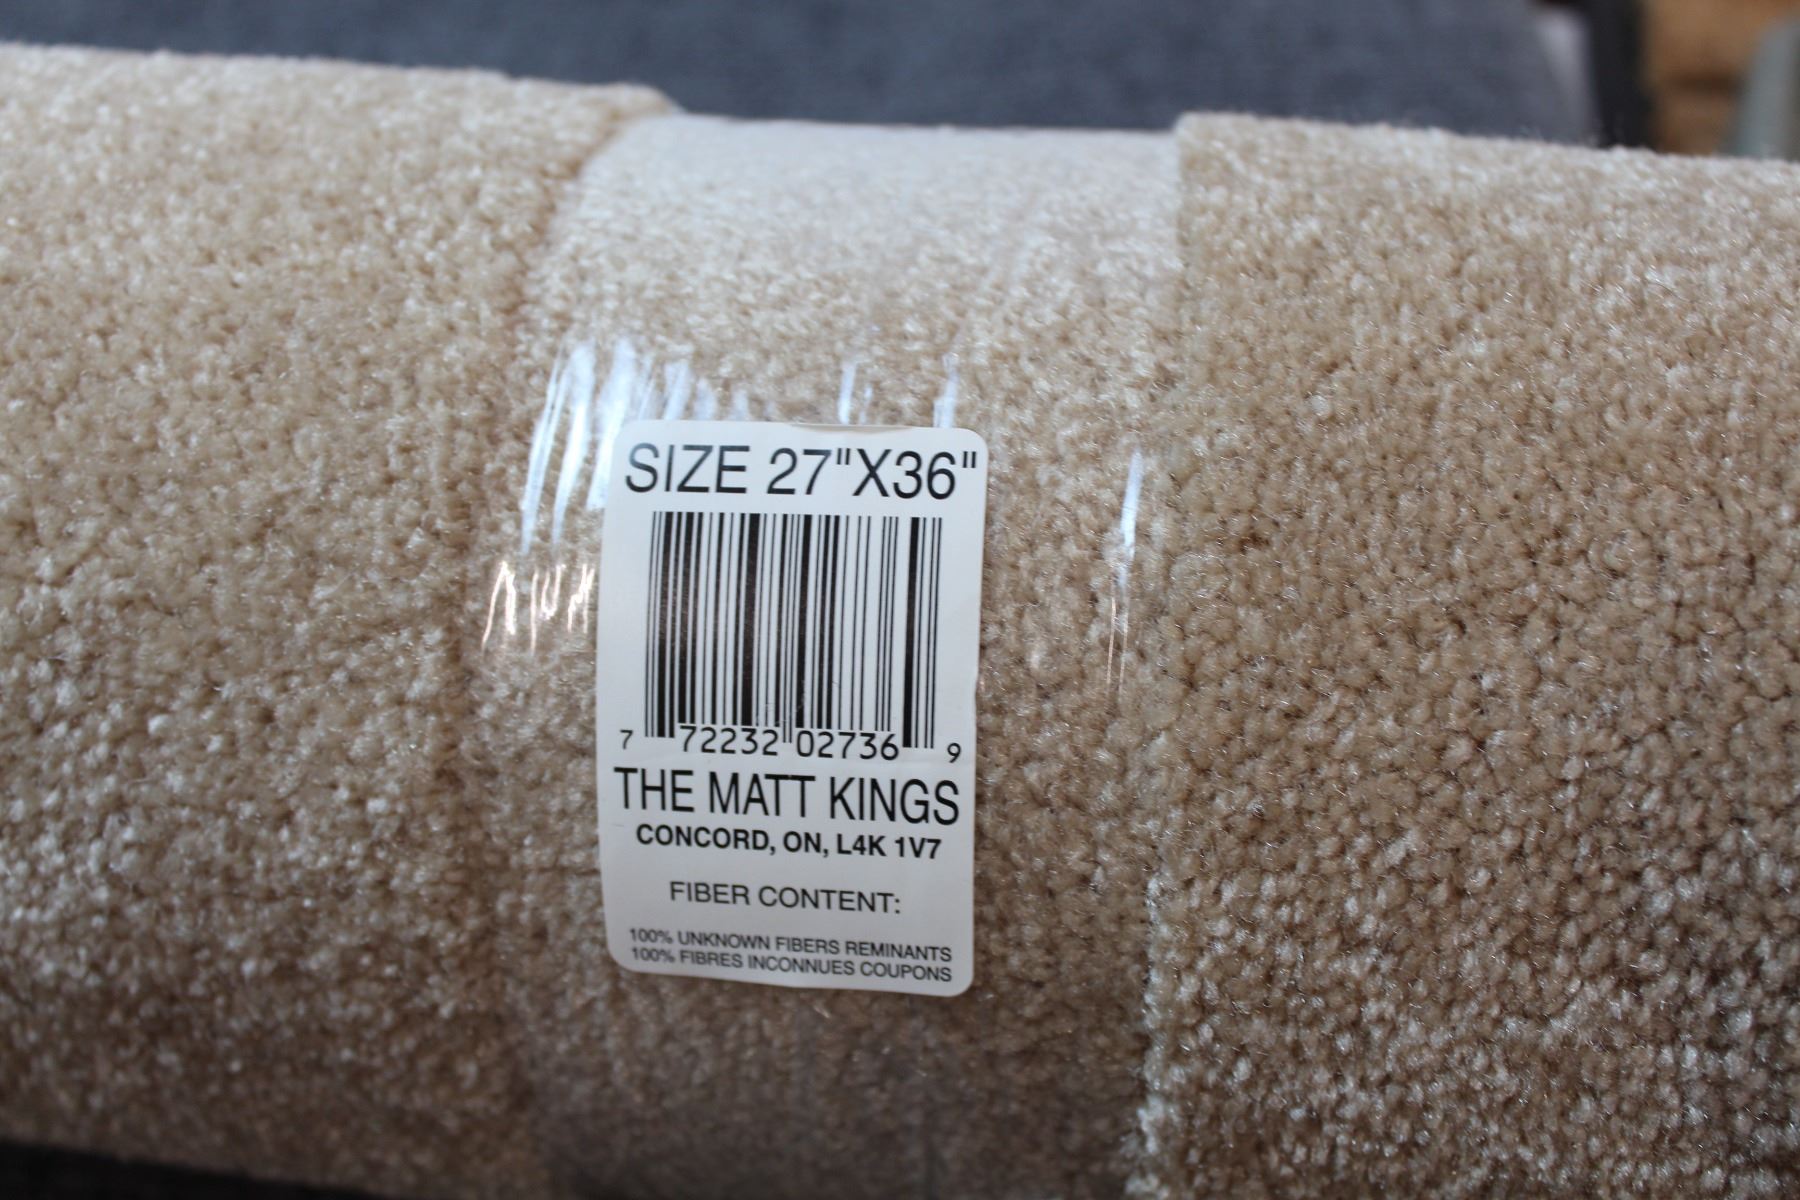 SIZE 27"X36"
7 72232 02736 9
THE MATT KINGS
CONCORD, ON, L4K 1V7
FIBER CONTENT:
100% UNKNOWN FIBERS REMINANTS
100% FIBRES INCONNUES COUPONS